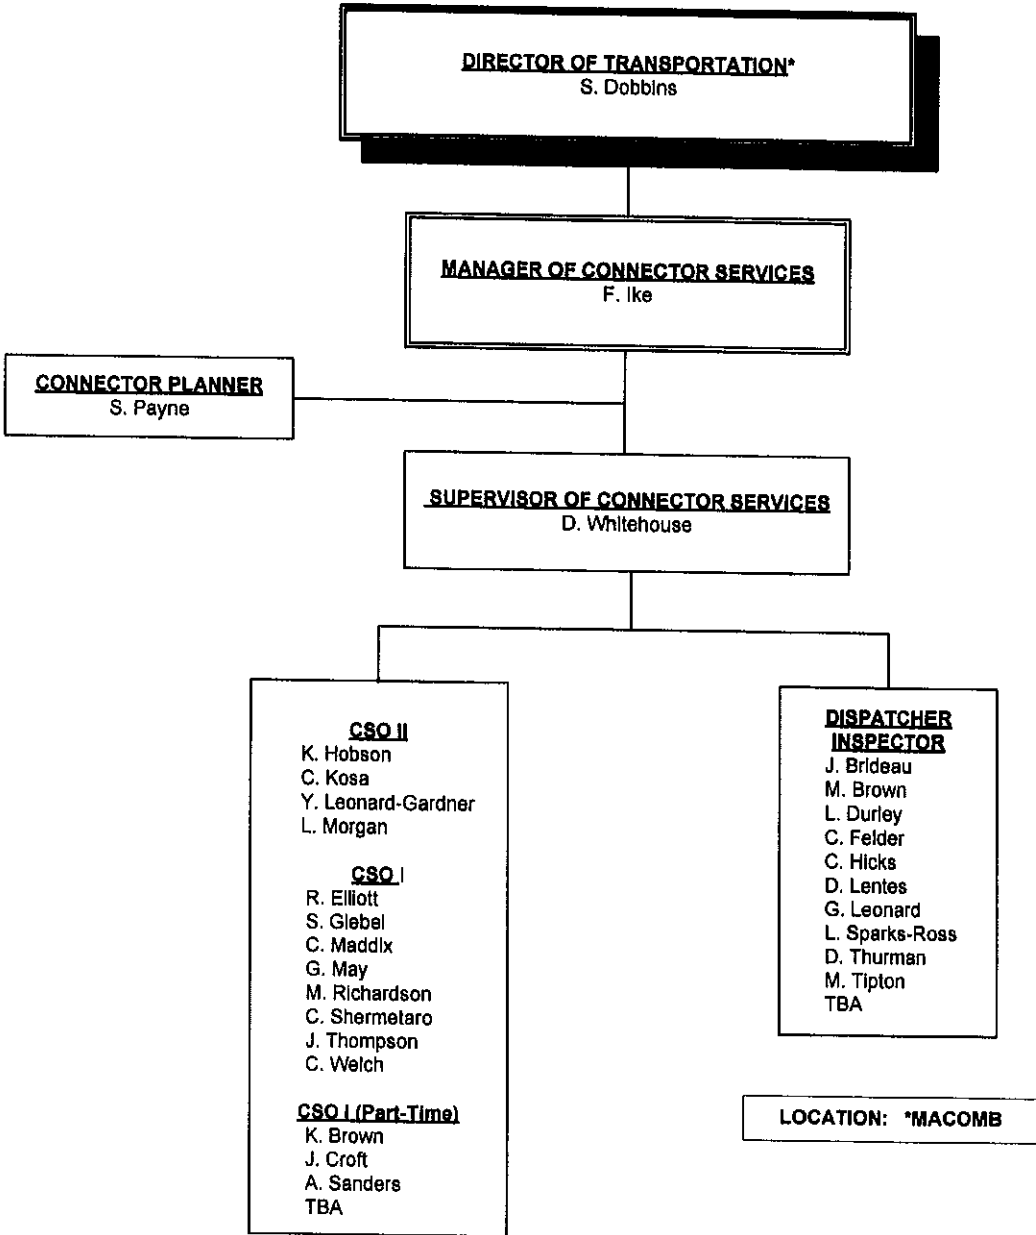 DIRECTOR OF TRANSPORTATION*
S. Dobbins
MANAGER OF CONNECTOR SERVICES
F. Ike
CONNECTOR PLANNER
S. Payne
SUPERVISOR OF CONNECTOR SERVICES
D. Whitehouse
CSO II
K. Hobson
C. Kosa
Y. Leonard-Gardner
L. Morgan
CSO I
R. Elliott
S. Giebel
C. Maddix
G. May
M. Richardson
C. Shermetaro
J. Thompson
C. Welch
CSO I (Part-Time)
K. Brown
J. Croft
A. Sanders
TBA
DISPATCHER
INSPECTOR
J. Brideau
M. Brown
L. Durley
C. Felder
C. Hicks
D. Lentes
G. Leonard
L. Sparks-Ross
D. Thurman
M. Tipton
TBA
LOCATION: *MACOMB